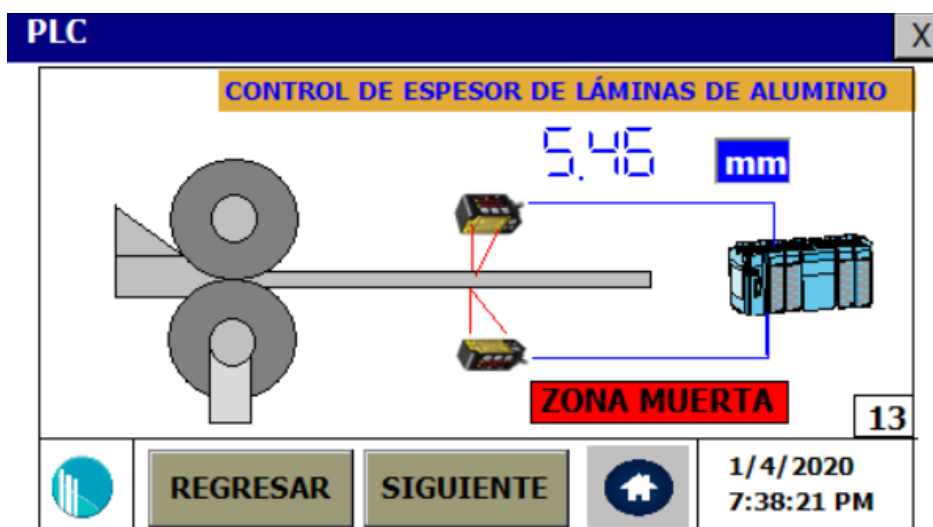 PLC
X
CONTROL DE ESPESOR DE LÁMINAS DE ALUMINIO
5.46 mm
ZONA MUERTA
13
REGRESAR
SIGUIENTE
1/4/2020
7:38:21 PM